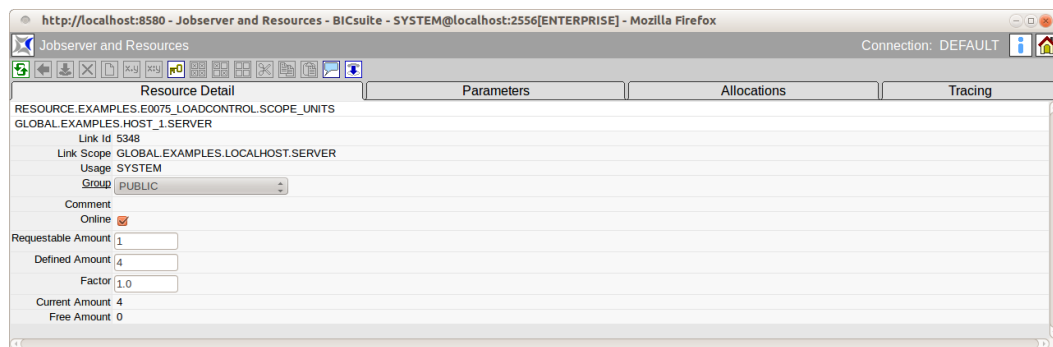 http://localhost:8580 - Jobserver and Resources - BICsuite - SYSTEM@localhost:2556[ENTERPRISE] - Mozilla Firefox
Jobserver and Resources Connection: DEFAULT
Resource Detail Parameters Allocations Tracing
RESOURCE.EXAMPLES.E0075_LOADCONTROL.SCOPE_UNITS
GLOBAL.EXAMPLES.HOST_1.SERVER
Link Id 5348
Link Scope GLOBAL.EXAMPLES.LOCALHOST.SERVER
Usage SYSTEM
Group PUBLIC
Comment
Online
Requestable Amount 1
Defined Amount 4
Factor 1.0
Current Amount 4
Free Amount 0